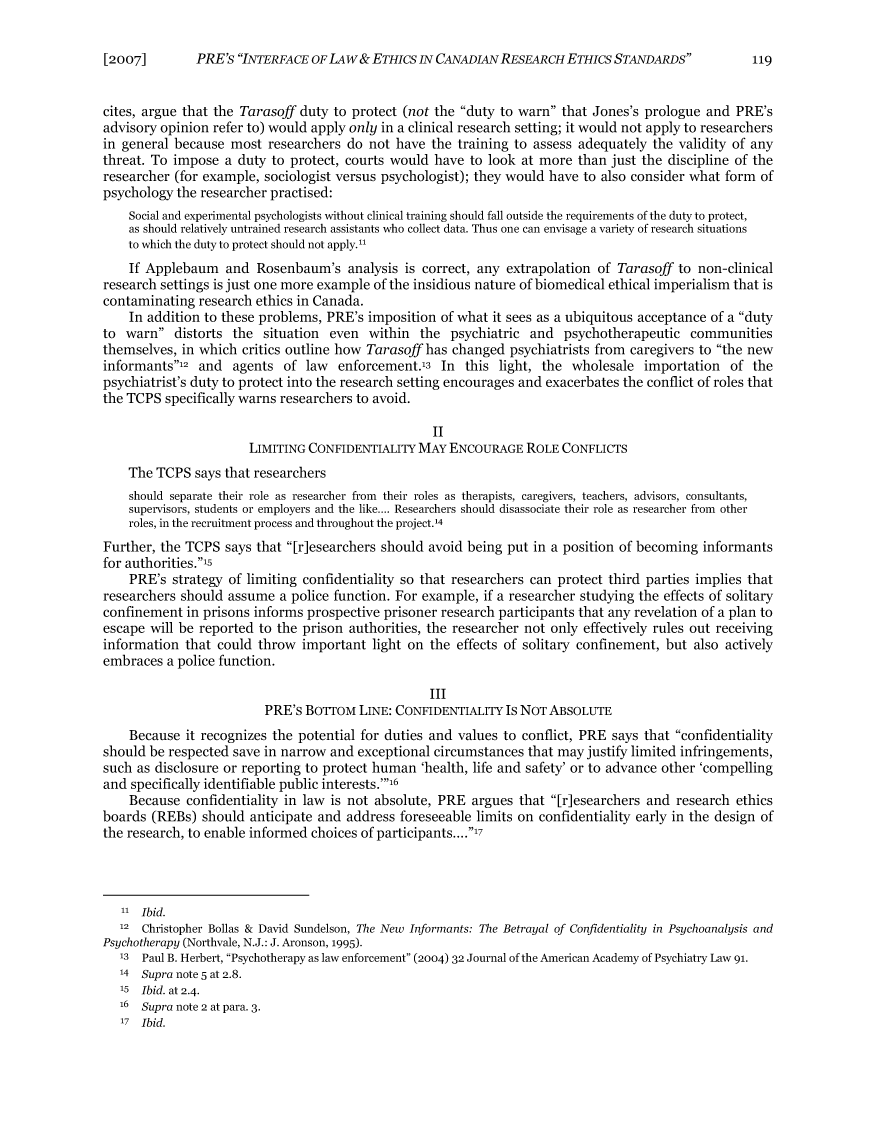 [2007] PRE'S "INTERFACE OF LAW & ETHICS IN CANADIAN RESEARCH ETHICS STANDARDS" 119
cites, argue that the Tarasoff duty to protect (not the "duty to warn" that Jones's prologue and PRE's
advisory opinion refer to) would apply only in a clinical research setting; it would not apply to researchers
in general because most researchers do not have the training to assess adequately the validity of any
threat. To impose a duty to protect, courts would have to look at more than just the discipline of the
researcher (for example, sociologist versus psychologist); they would have to also consider what form of
psychology the researcher practised:
Social and experimental psychologists without clinical training should fall outside the requirements of the duty to protect,
as should relatively untrained research assistants who collect data. Thus one can envisage a variety of research situations
to which the duty to protect should not apply.11
If Applebaum and Rosenbaum's analysis is correct, any extrapolation of Tarasoff to non-clinical
research settings is just one more example of the insidious nature of biomedical ethical imperialism that is
contaminating research ethics in Canada.
In addition to these problems, PRE's imposition of what it sees as a ubiquitous acceptance of a "duty
to warn" distorts the situation even within the psychiatric and psychotherapeutic communities
themselves, in which critics outline how Tarasoff has changed psychiatrists from caregivers to "the new
informants"12 and agents of law enforcement.13 In this light, the wholesale importation of the
psychiatrist's duty to protect into the research setting encourages and exacerbates the conflict of roles that
the TCPS specifically warns researchers to avoid.
II
LIMITING CONFIDENTIALITY MAY ENCOURAGE ROLE CONFLICTS
The TCPS says that researchers
should separate their role as researcher from their roles as therapists, caregivers, teachers, advisors, consultants,
supervisors, students or employers and the like.... Researchers should disassociate their role as researcher from other
roles, in the recruitment process and throughout the project.14
Further, the TCPS says that "[r]esearchers should avoid being put in a position of becoming informants
for authorities."15
PRE's strategy of limiting confidentiality so that researchers can protect third parties implies that
researchers should assume a police function. For example, if a researcher studying the effects of solitary
confinement in prisons informs prospective prisoner research participants that any revelation of a plan to
escape will be reported to the prison authorities, the researcher not only effectively rules out receiving
information that could throw important light on the effects of solitary confinement, but also actively
embraces a police function.
III
PRE'S BOTTOM LINE: CONFIDENTIALITY IS NOT ABSOLUTE
Because it recognizes the potential for duties and values to conflict, PRE says that "confidentiality
should be respected save in narrow and exceptional circumstances that may justify limited infringements,
such as disclosure or reporting to protect human 'health, life and safety' or to advance other 'compelling
and specifically identifiable public interests.'"16
Because confidentiality in law is not absolute, PRE argues that "[r]esearchers and research ethics
boards (REBs) should anticipate and address foreseeable limits on confidentiality early in the design of
the research, to enable informed choices of participants...."17
11 Ibid.
12 Christopher Bollas & David Sundelson, The New Informants: The Betrayal of Confidentiality in Psychoanalysis and
Psychotherapy (Northvale, N.J.: J. Aronson, 1995).
13 Paul B. Herbert, "Psychotherapy as law enforcement" (2004) 32 Journal of the American Academy of Psychiatry Law 91.
14 Supra note 5 at 2.8.
15 Ibid. at 2.4.
16 Supra note 2 at para. 3.
17 Ibid.